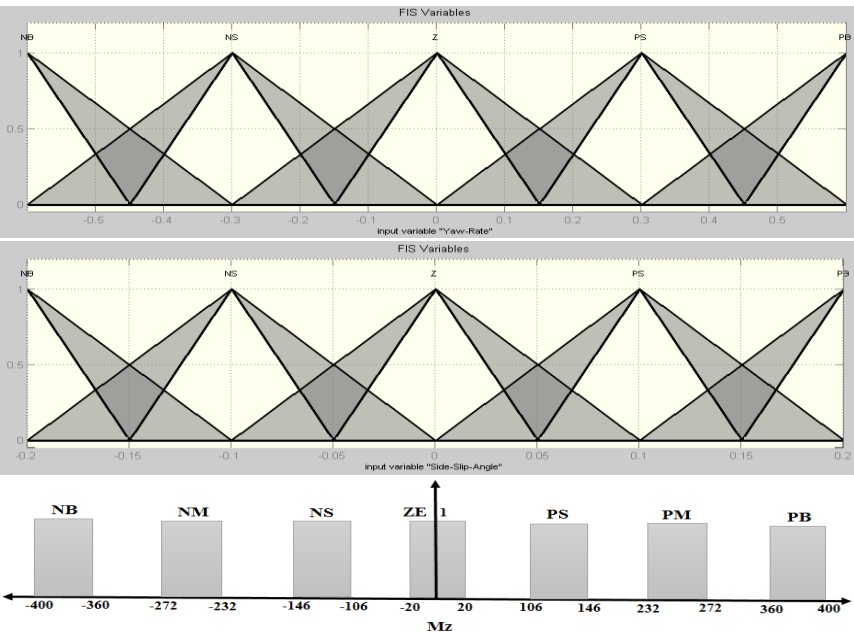 FIS Variables
NB NS Z PS PB
1
0.5
0
-0.5 -0.4 -0.3 -0.2 -0.1 0 0.1 0.2 0.3 0.4 0.5
input variable "Yaw-Rate"
FIS Variables
NB NS Z PS PB
1
0.5
0
-0.2 -0.15 -0.1 -0.05 0 0.05 0.1 0.15 0.2
input variable "Side-Slip-Angle"
NB NM NS ZE 1 PS PM PB
-400 -360 -272 -232 -146 -106 -20 20 106 146 232 272 360 400
Mz